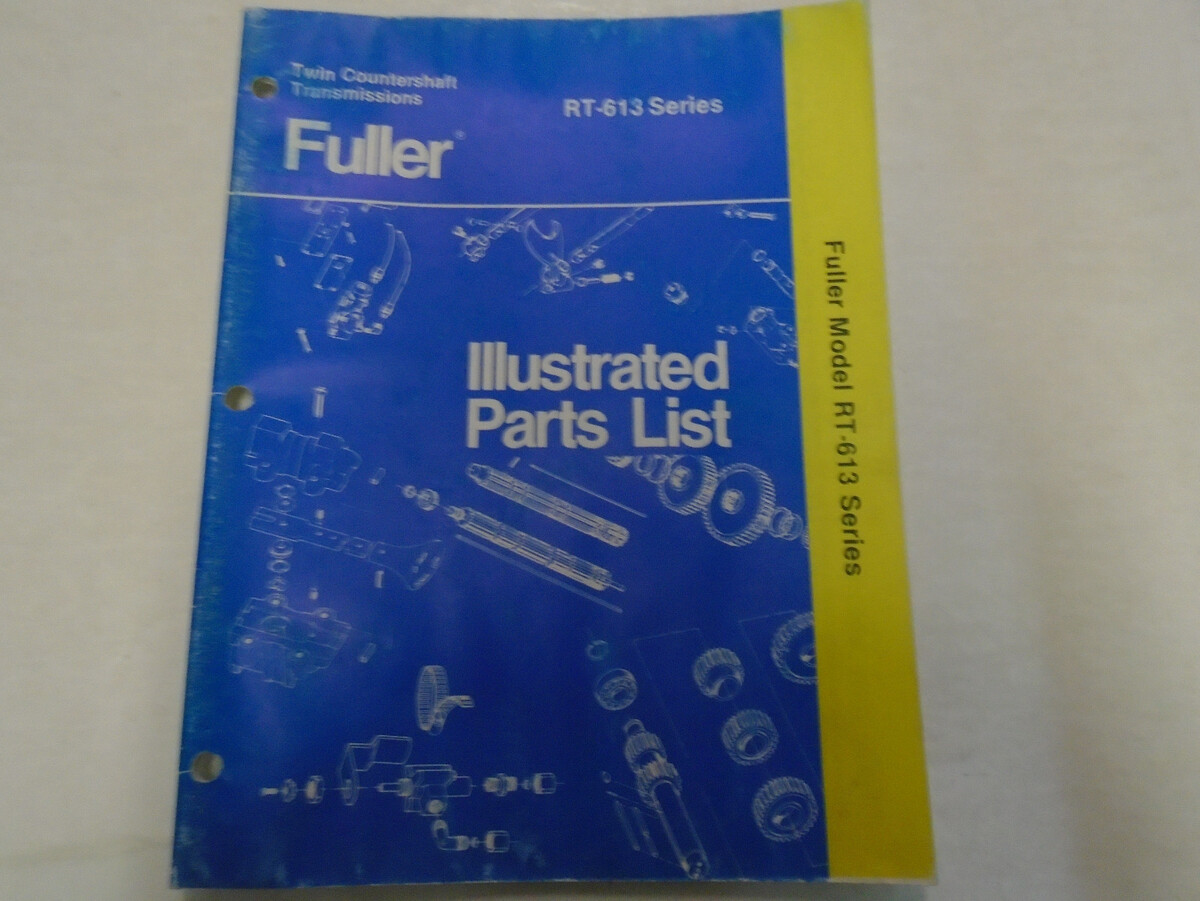 Twin Countershaft
Transmissions
RT-613 Series
Fuller®
Illustrated
Parts List
Fuller Model RT-613 Series